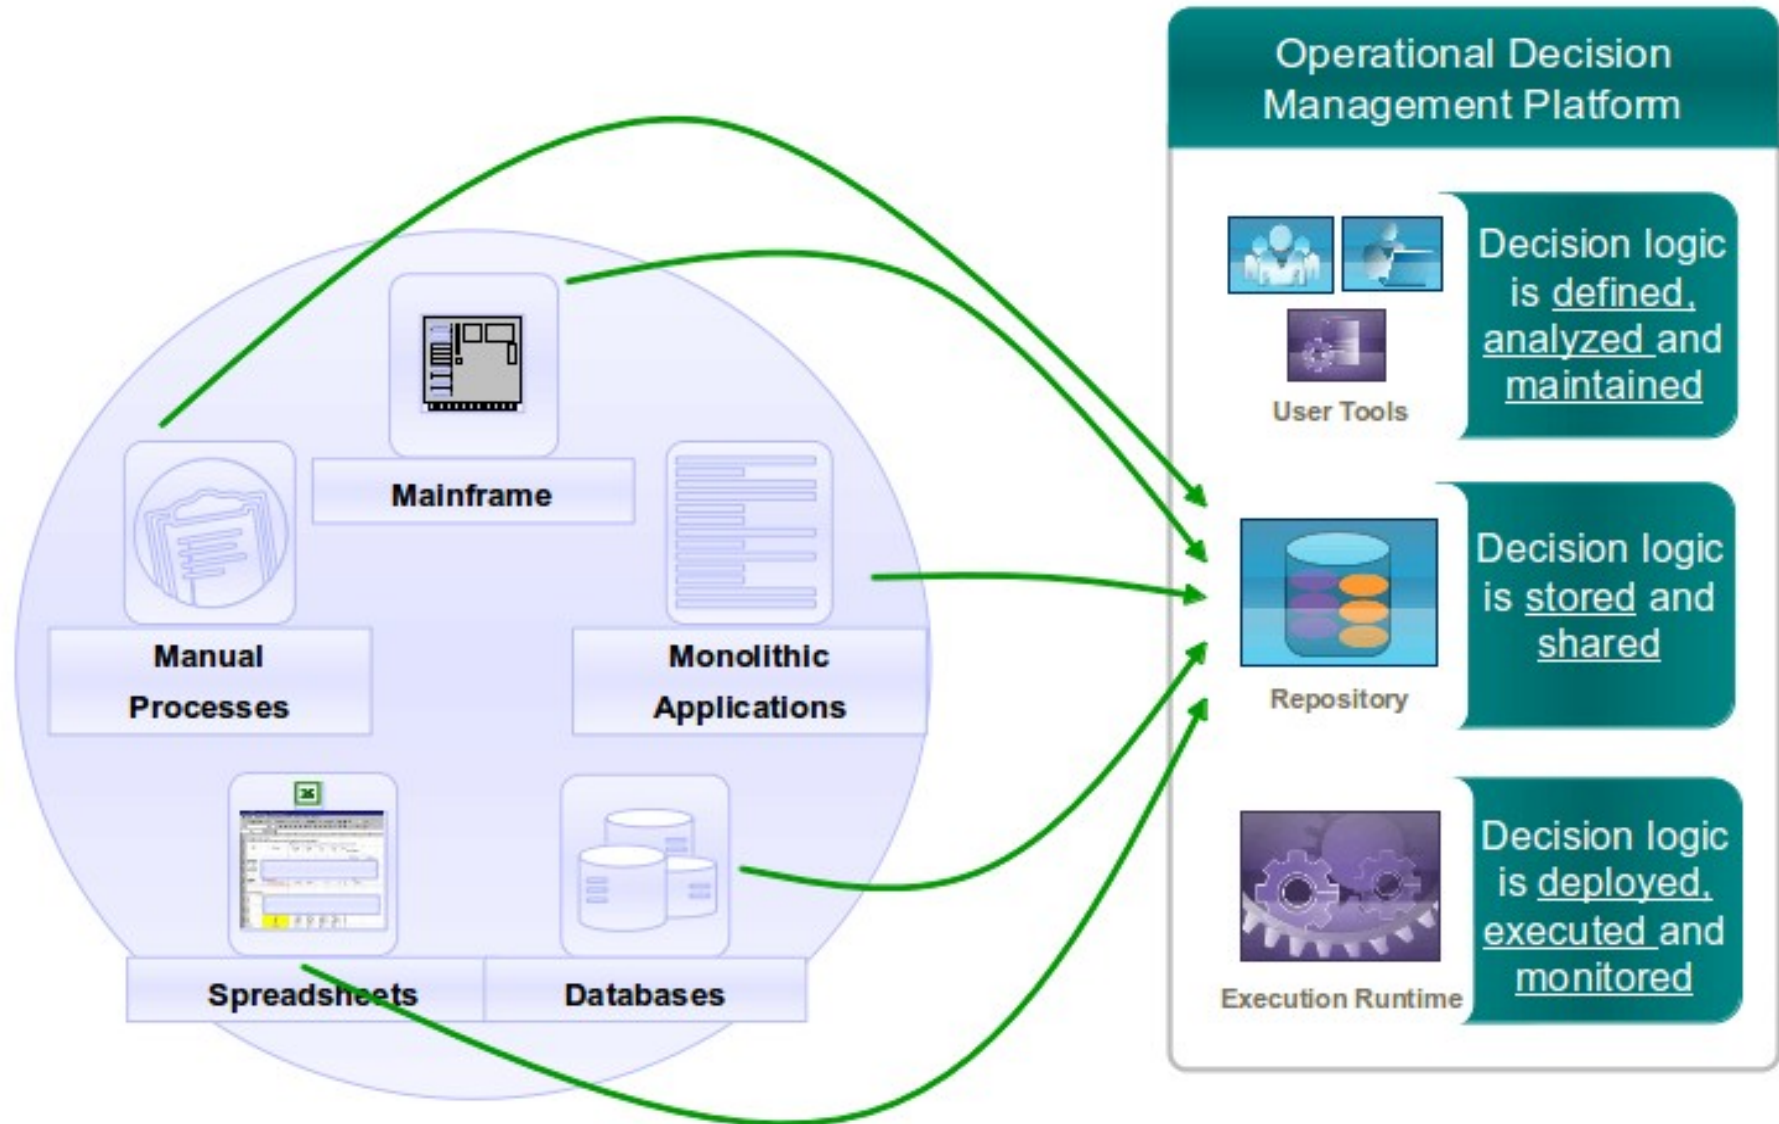 Operational Decision
Management Platform
Decision logic
is defined,
analyzed and
maintained
User Tools
Mainframe
Decision logic
is stored and
shared
Manual
Processes
Monolithic
Applications
Repository
Decision logic
is deployed,
executed and
monitored
Spreadsheets
Databases
Execution Runtime